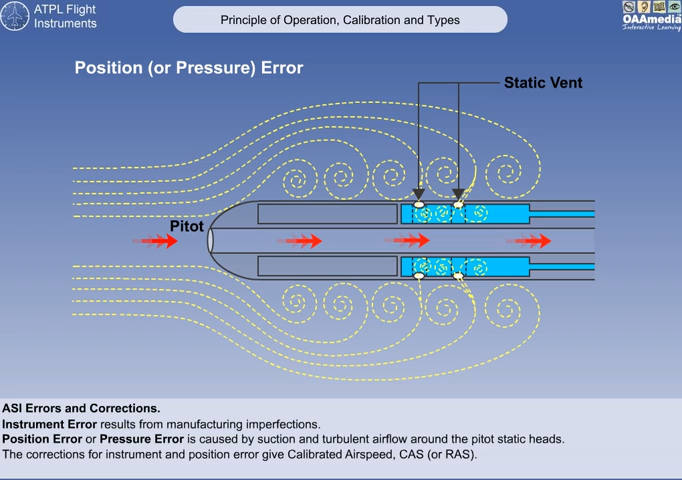 ATPL Flight
Instruments
Principle of Operation, Calibration and Types
OAAmedia
Interactive Learning
Position (or Pressure) Error
Static Vent
Pitot
ASI Errors and Corrections.
Instrument Error results from manufacturing imperfections.
Position Error or Pressure Error is caused by suction and turbulent airflow around the pitot static heads.
The corrections for instrument and position error give Calibrated Airspeed, CAS (or RAS).